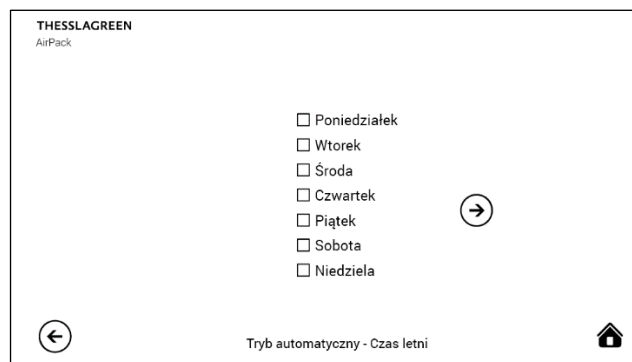 THESSLAGREEN
AirPack
Poniedziałek
Wtorek
Środa
Czwartek
Piątek
Sobota
Niedziela
Tryb automatyczny - Czas letni